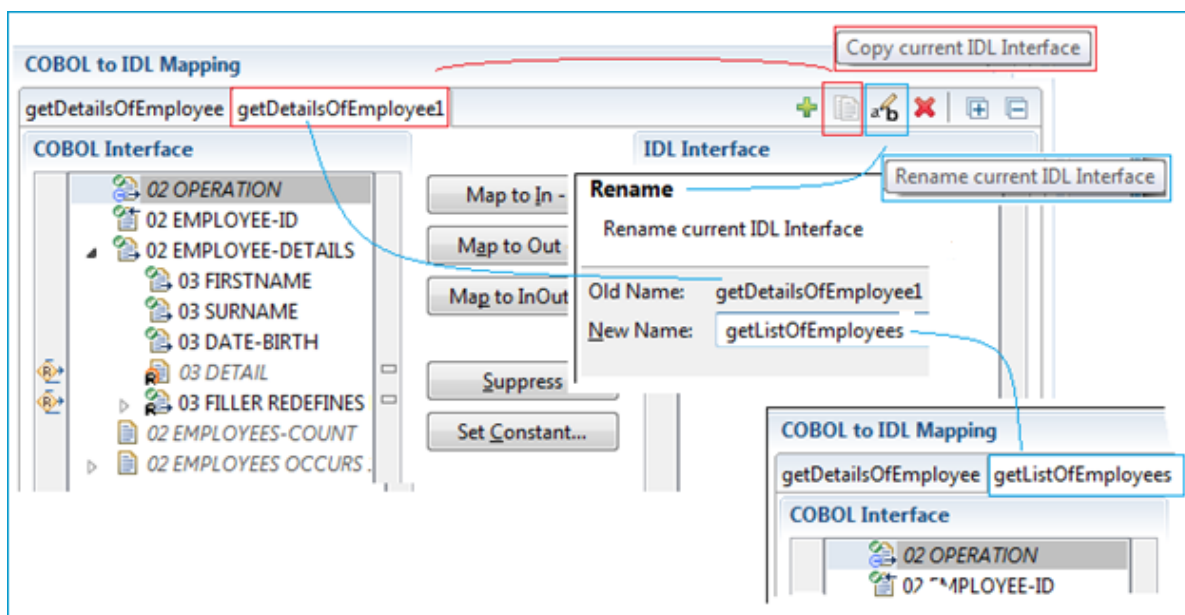 Copy current IDL Interface
COBOL to IDL Mapping
getDetailsOfEmployee getDetailsOfEmployee1
COBOL Interface
IDL Interface
02 OPERATION
02 EMPLOYEE-ID
02 EMPLOYEE-DETAILS
03 FIRSTNAME
03 SURNAME
03 DATE-BIRTH
03 DETAIL
03 FILLER REDEFINES
02 EMPLOYEES-COUNT
02 EMPLOYEES OCCURS .
Map to In -
Map to Out
Map to InOut
Suppress
Set Constant...
Rename
Rename current IDL Interface
Rename current IDL Interface
Old Name: getDetailsOfEmployee1
New Name: getListOfEmployees
COBOL to IDL Mapping
getDetailsOfEmployee getListOfEmployees
COBOL Interface
02 OPERATION
02 EMPLOYEE-ID